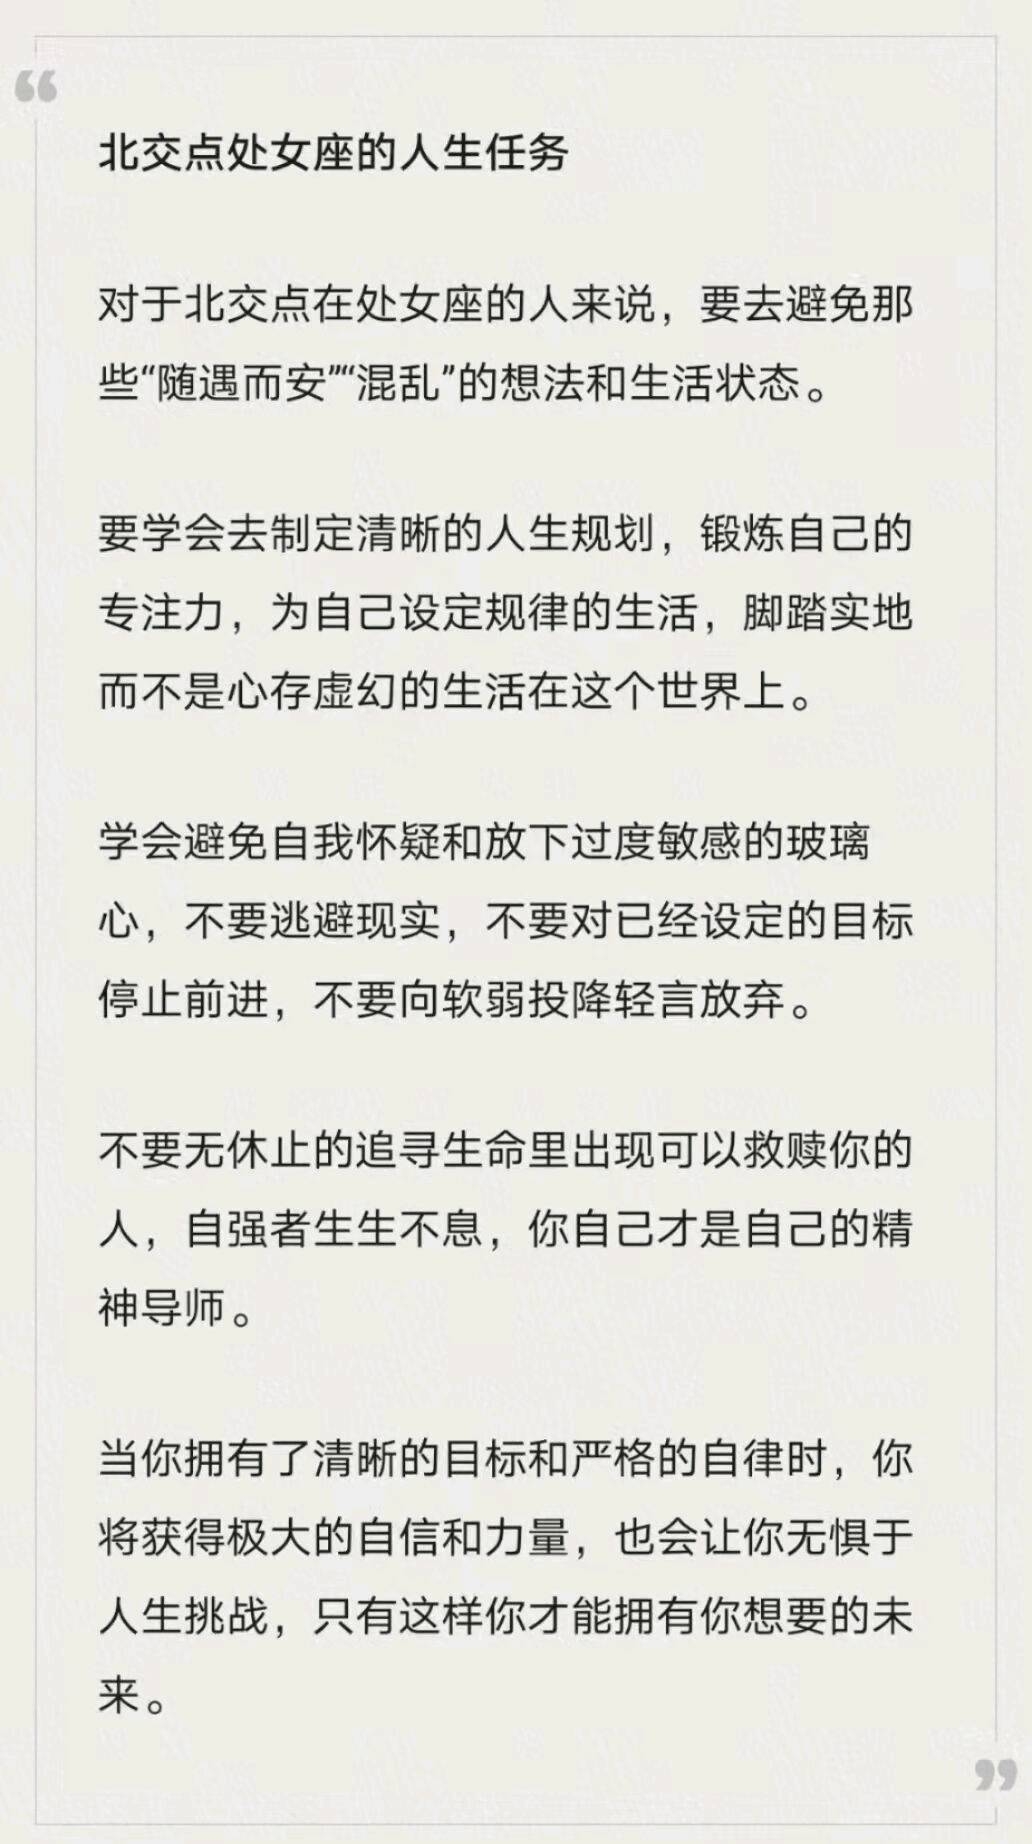 “
北交点处女座的人生任务
对于北交点在处女座的人来说，要去避免那
些“随遇而安”“混乱”的想法和生活状态。
要学会去制定清晰的人生规划，锻炼自己的
专注力，为自己设定规律的生活，脚踏实地
而不是心存虚幻的生活在这个世界上。
学会避免自我怀疑和放下过度敏感的玻璃
心，不要逃避现实，不要对已经设定的目标
停止前进，不要向软弱投降轻言放弃。
不要无休止的追寻生命里出现可以救赎你的
人，自强者生生不息，你自己才是自己的精
神导师。
当你拥有了清晰的目标和严格的自律时，你
将获得极大的自信和力量，也会让你无惧于
人生挑战，只有这样你才能拥有你想要的未
来。
”